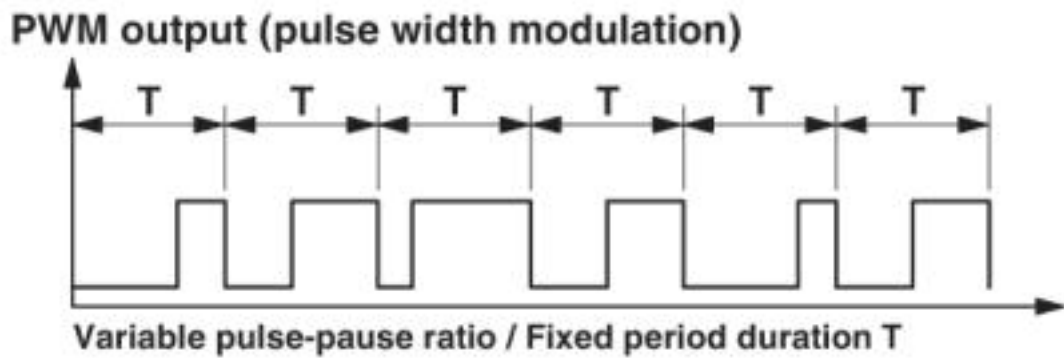 PWM output (pulse width modulation)
T T T T T T
Variable pulse-pause ratio / Fixed period duration T